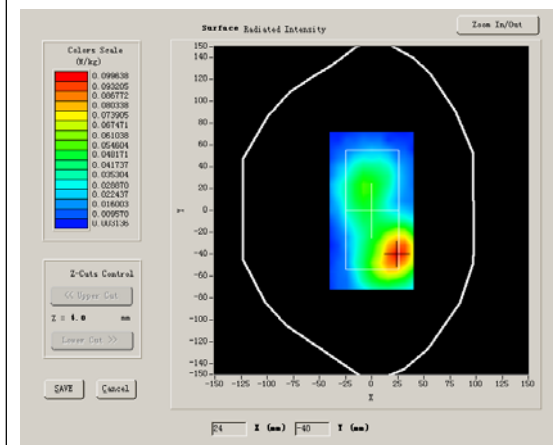 Surface Radiated Intensity
Zoom In/Out
Colors Scale
(W/kg)
0.099638
0.093205
0.086772
0.080338
0.073905
0.067471
0.061038
0.054604
0.048171
0.041737
0.035304
0.028870
0.022437
0.016003
0.009570
0.003136
150
140
120
100
80
60
40
20
0
-20
-40
-60
-80
-100
-120
-140
-150
Y
-150 -125 -100 -75 -50 -25 0 25 50 75 100 125 150
X
Z-Cuts Control
<< Upper Cut
Z = 4.0 mm
Lower Cut >>
SAVE
Cancel
24 X (mm) -40 Y (mm)